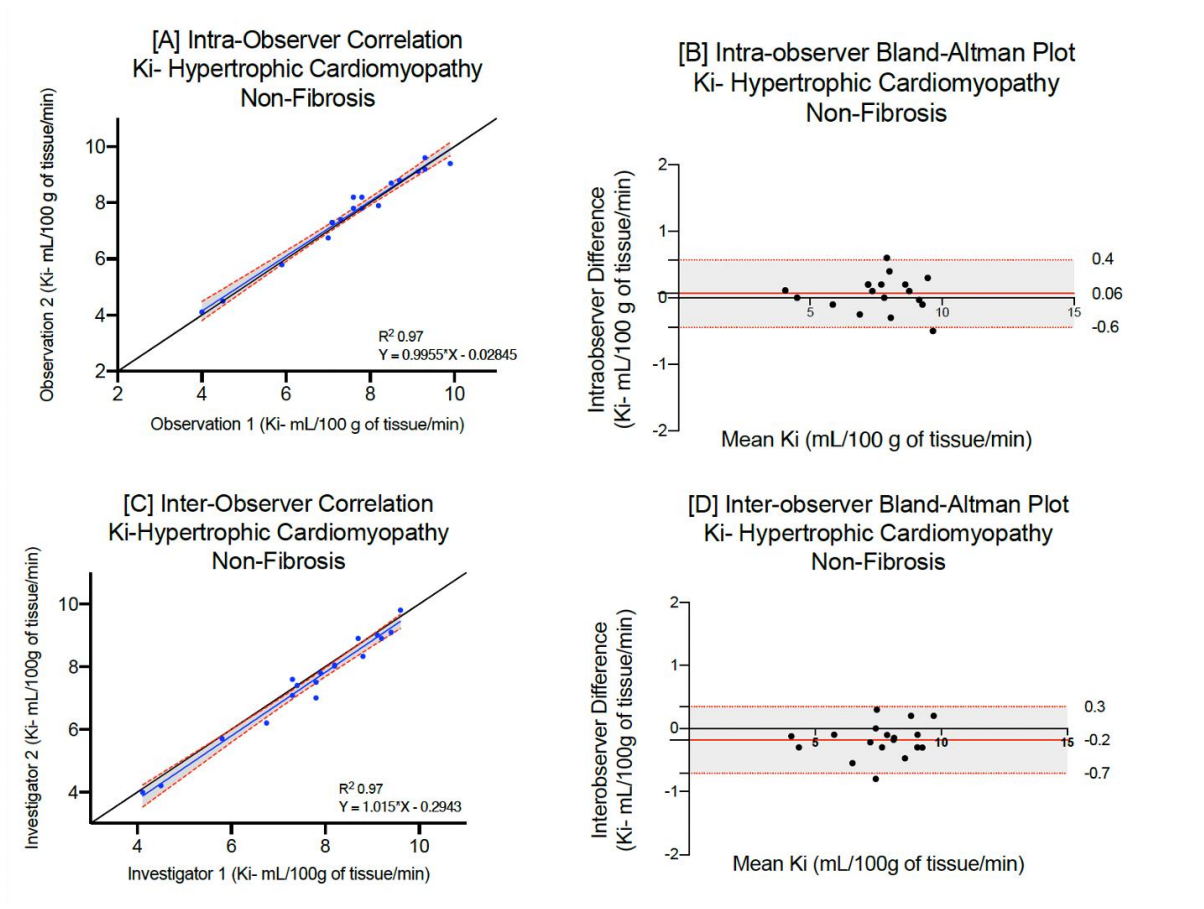 [A] Intra-Observer Correlation
Ki- Hypertrophic Cardiomyopathy
Non-Fibrosis
Observation 2 (Ki- mL/100 g of tissue/min)
10
8
6
4
2
2
4
6
8
10
R2 0.97
Y = 0.9955*X - 0.02845
Observation 1 (Ki- mL/100 g of tissue/min)
[B] Intra-observer Bland-Altman Plot
Ki- Hypertrophic Cardiomyopathy
Non-Fibrosis
Intraobserver Difference
(Ki- mL/100 g of tissue/min)
2
1
0
-1
-2
5
10
15
0.4
0.06
-0.6
Mean Ki (mL/100 g of tissue/min)
[C] Inter-Observer Correlation
Ki-Hypertrophic Cardiomyopathy
Non-Fibrosis
Investigator 2 (Ki- mL/100g of tissue/min)
10
8
6
4
4
6
8
10
R2 0.97
Y = 1.015*X - 0.2943
Investigator 1 (Ki- mL/100g of tissue/min)
[D] Inter-observer Bland-Altman Plot
Ki- Hypertrophic Cardiomyopathy
Non-Fibrosis
Interobserver Difference
(Ki- mL/100g of tissue/min)
2
1
0
-1
-2
5
10
15
0.3
-0.2
-0.7
Mean Ki (mL/100g of tissue/min)